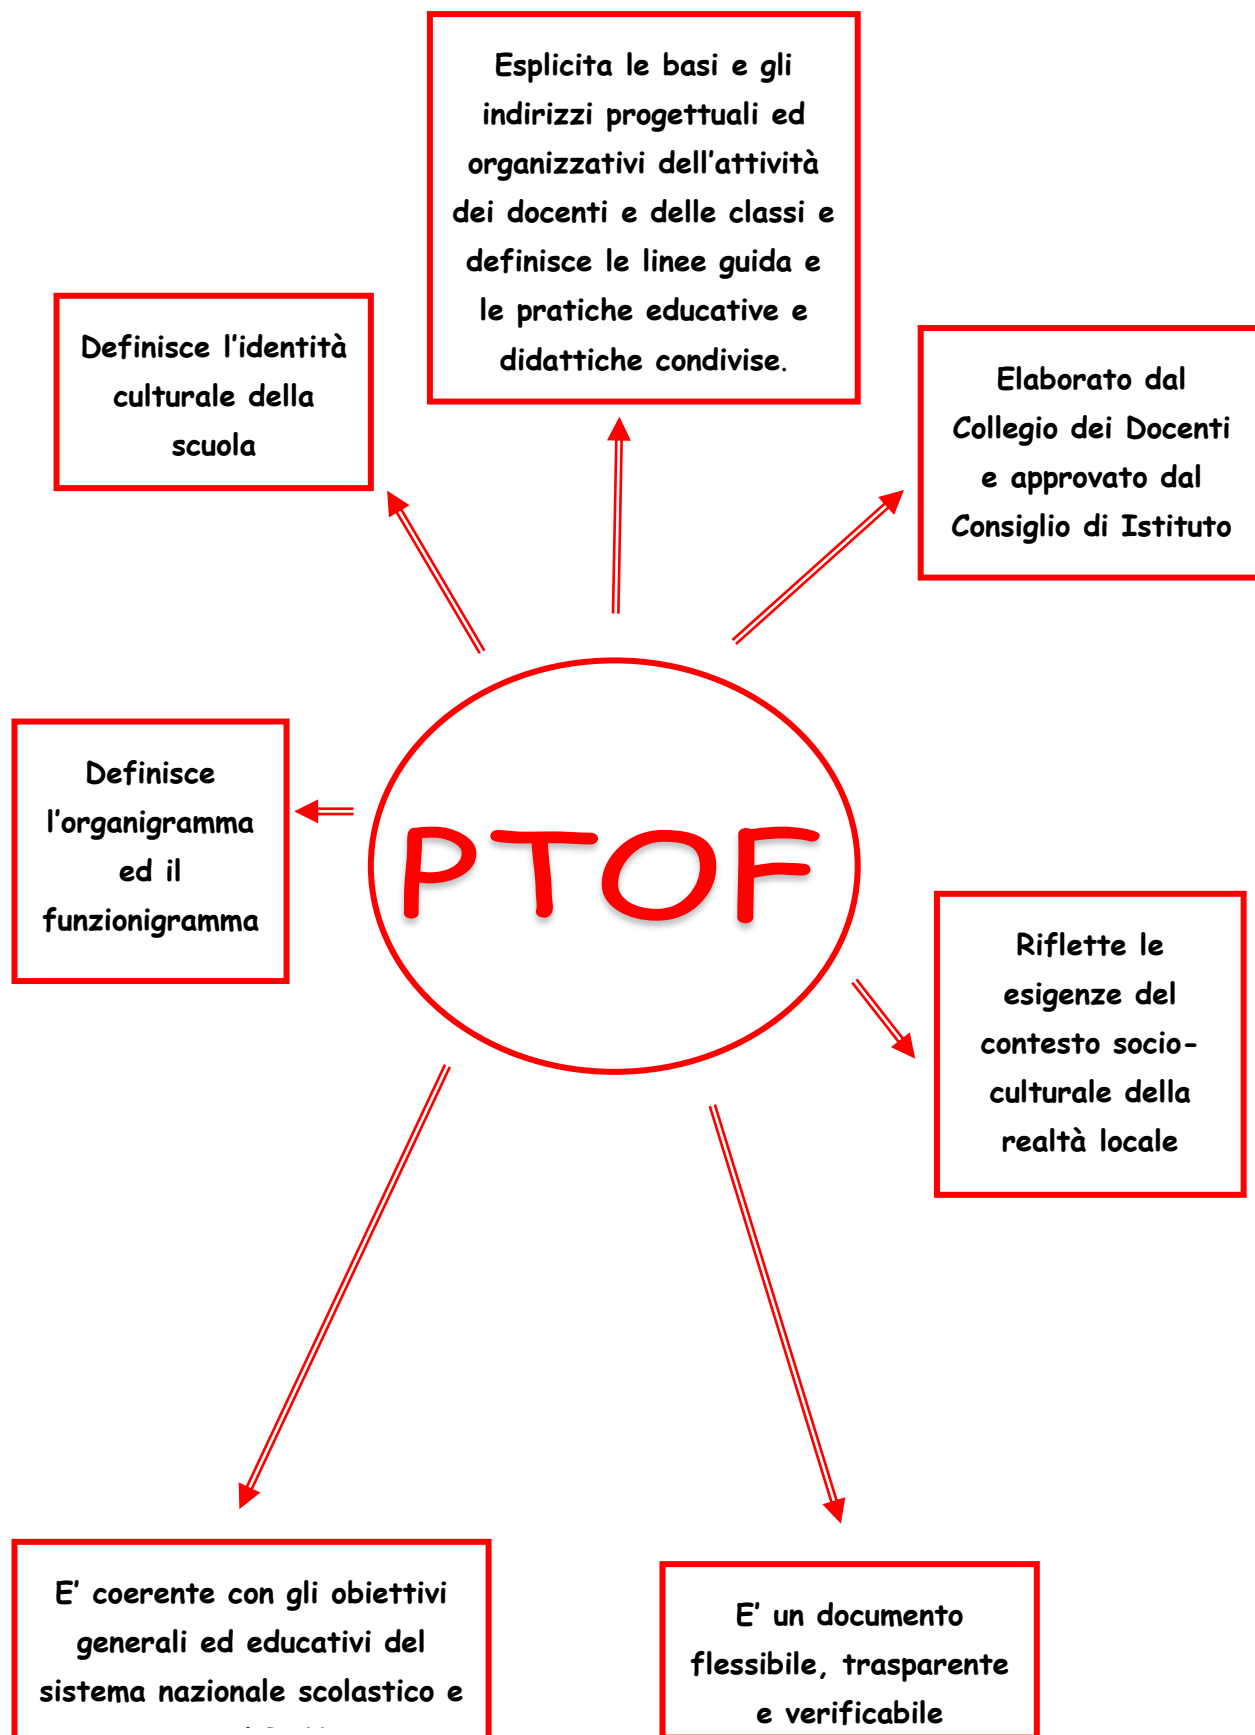 Esplicita le basi e gli
indirizzi progettuali ed
organizzativi dell'attività
dei docenti e delle classi e
definisce le linee guida e
le pratiche educative e
didattiche condivise.
Definisce l'identità
culturale della
scuola
Elaborato dal
Collegio dei Docenti
e approvato dal
Consiglio di Istituto
Definisce
l'organigramma
ed il
funzionigramma
PTOF
Riflette le
esigenze del
contesto socio-
culturale della
realtà locale
E' coerente con gli obiettivi
generali ed educativi del
sistema nazionale scolastico e
E' un documento
flessibile, trasparente
e verificabile